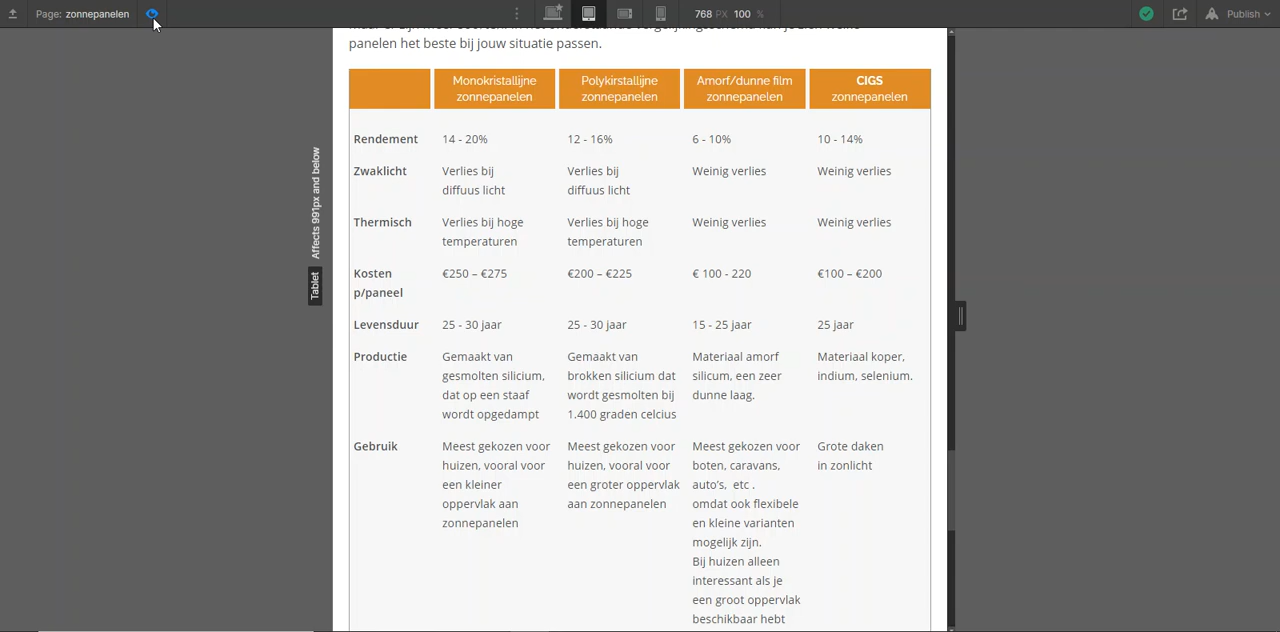 Page: zonnepanelen
768 PX 100 %
Publish
panelen het beste bij jouw situatie passen.
Monokristallijne zonnepanelen
Polykirstallijne zonnepanelen
Amorf/dunne film zonnepanelen
CIGS zonnepanelen
Rendement
14 - 20%
12 - 16%
6 - 10%
10 - 14%
Zwaklicht
Verlies bij
diffuus licht
Verlies bij
diffuus licht
Weinig verlies
Weinig verlies
Thermisch
Verlies bij hoge
temperaturen
Verlies bij hoge
temperaturen
Weinig verlies
Weinig verlies
Kosten
p/paneel
€250 – €275
€200 – €225
€ 100 - 220
€100 – €200
Levensduur
25 - 30 jaar
25 - 30 jaar
15 - 25 jaar
25 jaar
Productie
Gemaakt van
gesmolten silicium,
dat op een staaf
wordt opgedampt
Gemaakt van
brokken silicium dat
wordt gesmolten bij
1.400 graden celcius
Materiaal amorf
silicum, een zeer
dunne laag.
Materiaal koper,
indium, selenium.
Gebruik
Meest gekozen voor
huizen, vooral voor
een kleiner
oppervlak aan
zonnepanelen
Meest gekozen voor
huizen, vooral voor
een groter oppervlak
aan zonnepanelen
Meest gekozen voor
boten, caravans,
auto's, etc .
omdat ook flexibele
en kleine varianten
mogelijk zijn.
Bij huizen alleen
interessant als je
een groot oppervlak
beschikbaar hebt
Grote daken
in zonlicht
Tablet
Affects 991px and below